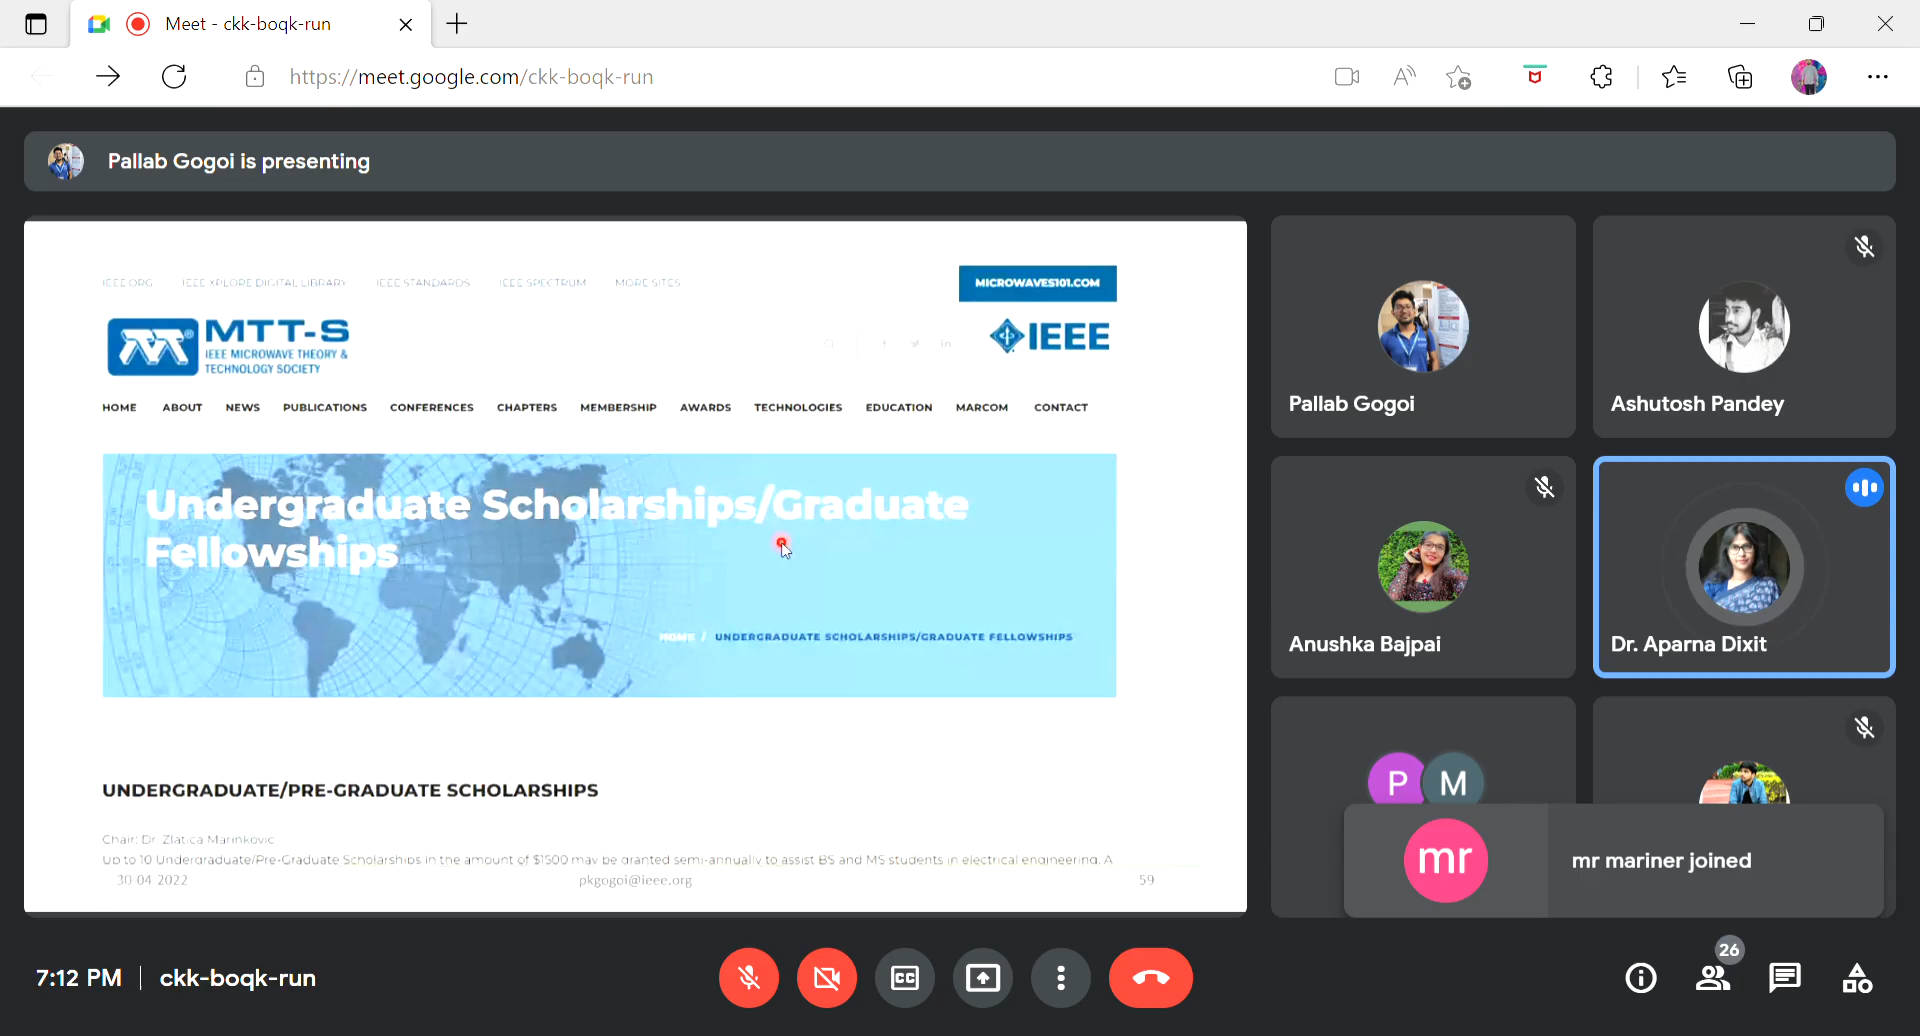 Meet - ckk-boqk-run
https://meet.google.com/ckk-boqk-run
Pallab Gogoi is presenting
IEEE.ORG IEEE XPLORE DIGITAL LIBRARY IEEE STANDARDS IEEE SPECTRUM MORE SITES
MICROWAVES101.COM
MTT-S
IEEE MICROWAVE THEORY &
TECHNOLOGY SOCIETY
IEEE
HOME ABOUT NEWS PUBLICATIONS CONFERENCES CHAPTERS MEMBERSHIP AWARDS TECHNOLOGIES EDUCATION MARCOM CONTACT
Undergraduate Scholarships/Graduate
Fellowships
HOME / UNDERGRADUATE SCHOLARSHIPS/GRADUATE FELLOWSHIPS
UNDERGRADUATE/PRE-GRADUATE SCHOLARSHIPS
Chair: Dr. Zlatica Marinkovic
Up to 10 Undergraduate/Pre-Graduate Scholarships in the amount of $1500 may be granted semi-annually to assist BS and MS students in electrical engineering. A
30 04 2022
pkgogoi@ieee.org
59
Pallab Gogoi
Ashutosh Pandey
Anushka Bajpai
Dr. Aparna Dixit
P
M
mr
mr mariner joined
7:12 PM
ckk-boqk-run
CC
26